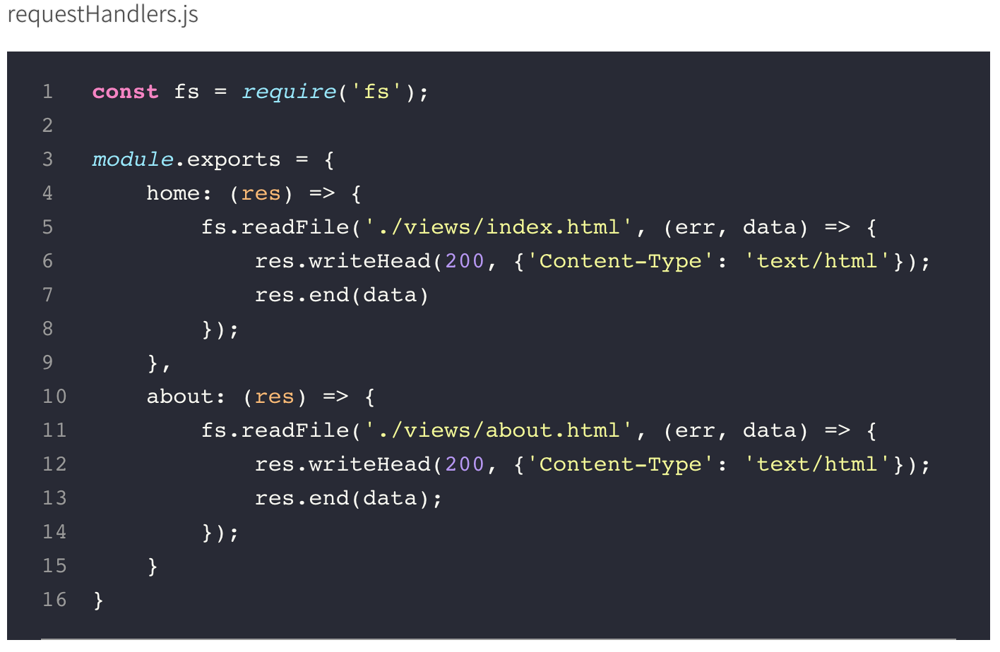 requestHandlers.js
1 const fs = require('fs');
2
3 module.exports = {
4     home: (res) => {
5         fs.readFile('./views/index.html', (err, data) => {
6             res.writeHead(200, {'Content-Type': 'text/html'});
7             res.end(data)
8         });
9     },
10     about: (res) => {
11         fs.readFile('./views/about.html', (err, data) => {
12             res.writeHead(200, {'Content-Type': 'text/html'});
13             res.end(data);
14         });
15     }
16 }